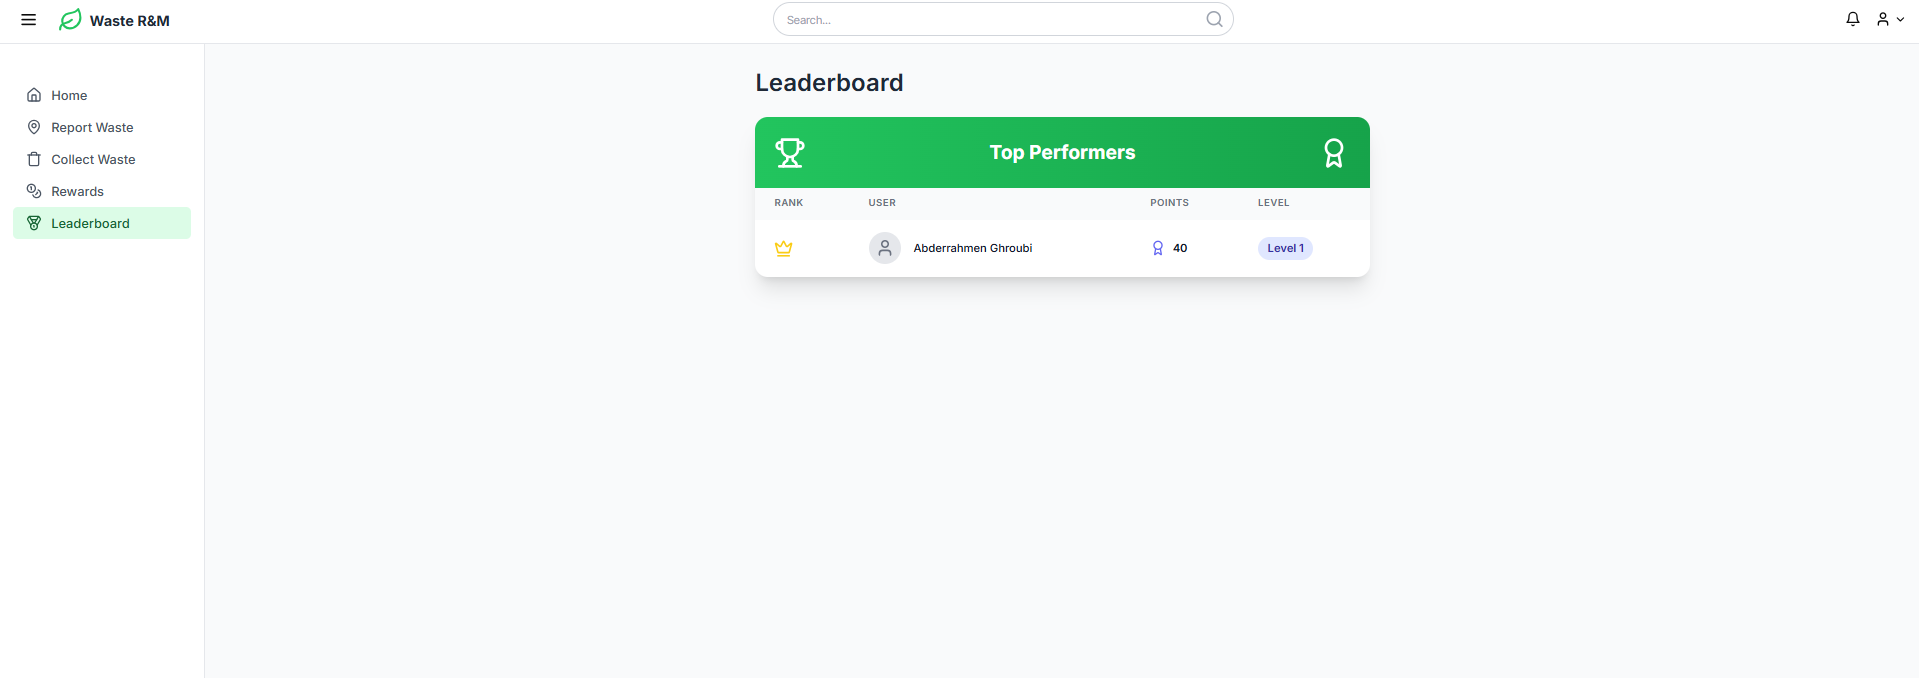 Waste R&M
Search...
Home
Report Waste
Collect Waste
Rewards
Leaderboard
Leaderboard
Top Performers
RANK USER POINTS LEVEL
Abderrahmen Ghroubi 40 Level 1